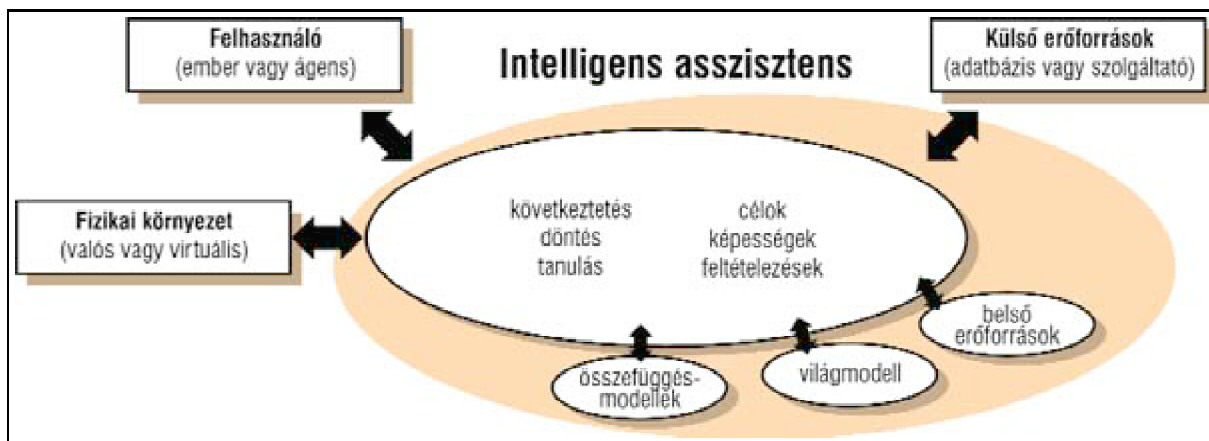 Felhasználó
(ember vagy ágens)
Intelligens asszisztens
Külső erőforrások
(adatbázis vagy szolgáltató)
Fizikai környezet
(valós vagy virtuális)
következtetés
döntés
tanulás
célok
képességek
feltételezések
belső
erőforrások
összefüggés-
modellek
világmodell